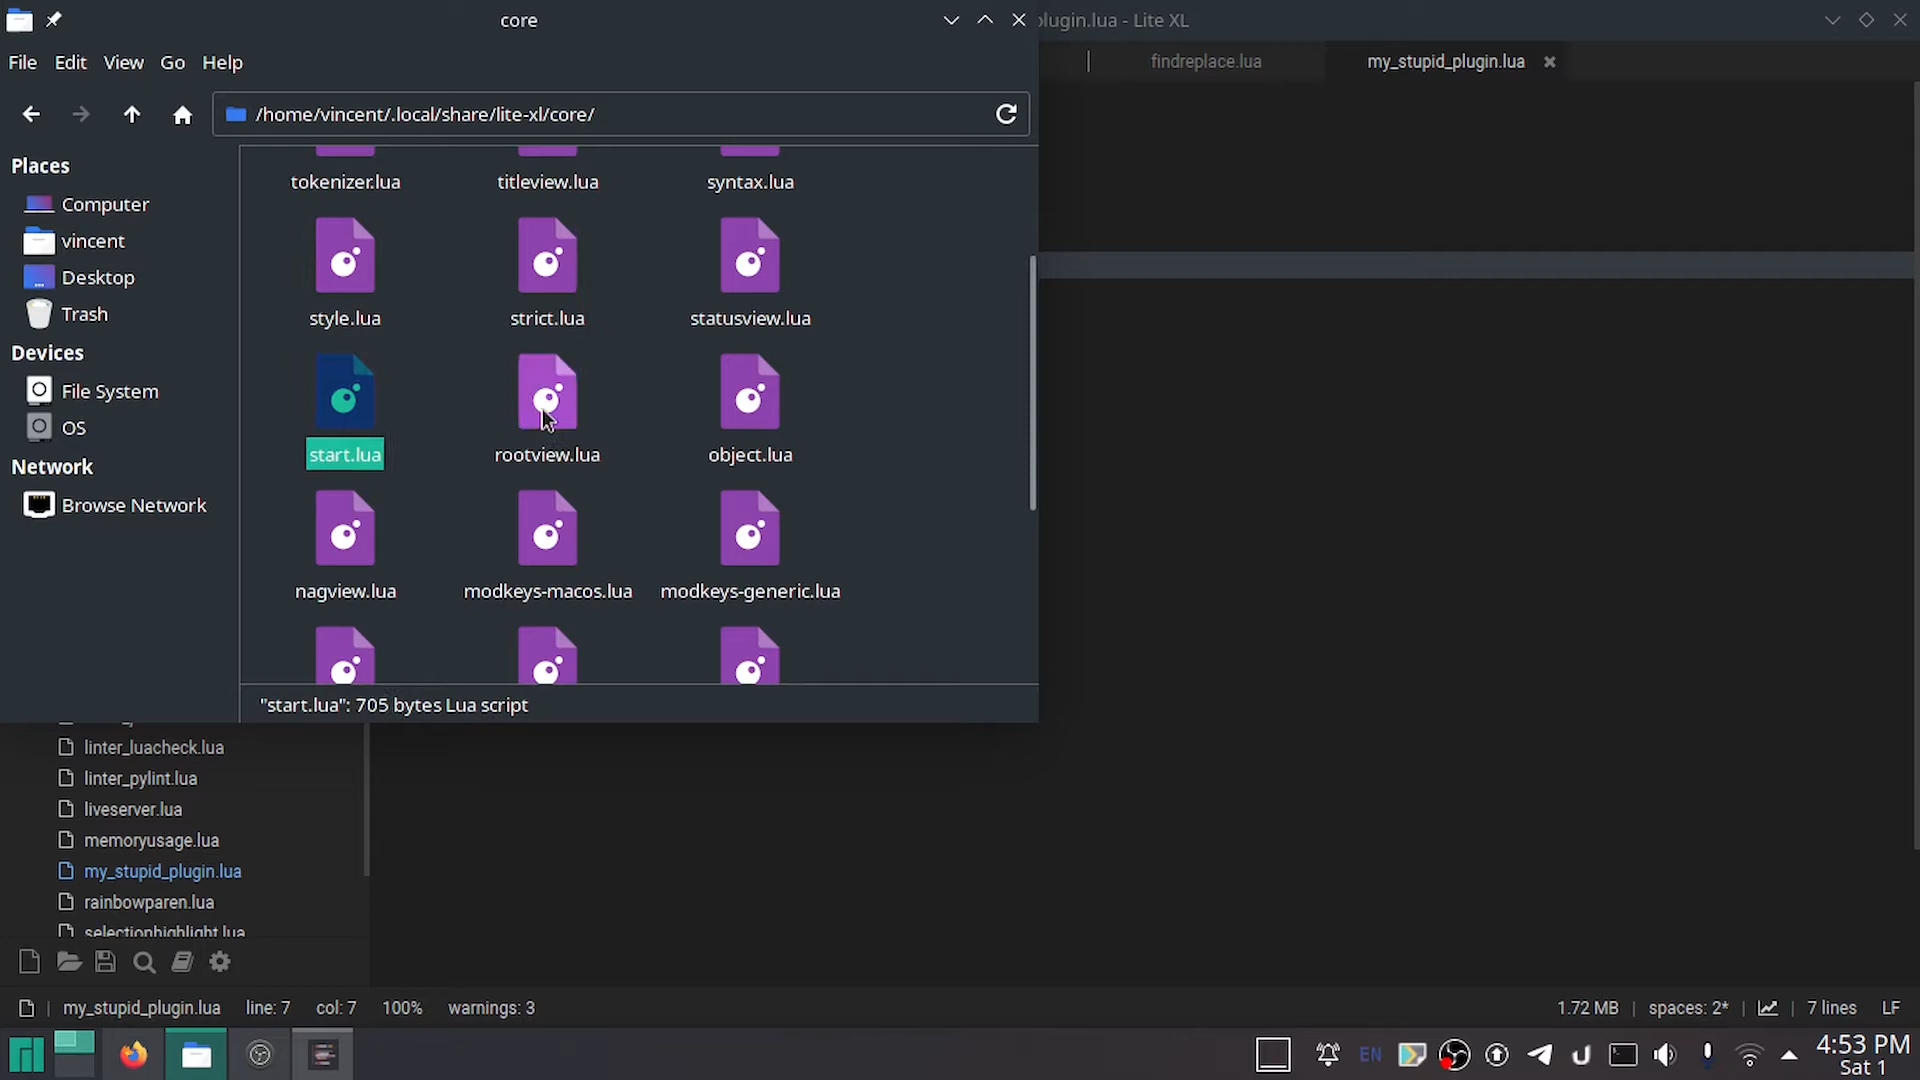 core
plugin.lua - Lite XL
File Edit View Go Help
findreplace.lua
my_stupid_plugin.lua
/home/vincent/.local/share/lite-xl/core/
Places
Computer
vincent
Desktop
Trash
Devices
File System
OS
Network
Browse Network
tokenizer.lua titleview.lua syntax.lua
style.lua strict.lua statusview.lua
start.lua rootview.lua object.lua
nagview.lua modkeys-macos.lua modkeys-generic.lua
"start.lua": 705 bytes Lua script
linter_luacheck.lua
linter_pylint.lua
liveserver.lua
memoryusage.lua
my_stupid_plugin.lua
rainbowparen.lua
selectionhighlight.lua
my_stupid_plugin.lua line: 7 col: 7 100% warnings: 3
1.72 MB spaces: 2* 7 lines LF
EN
4:53 PM
Sat 1